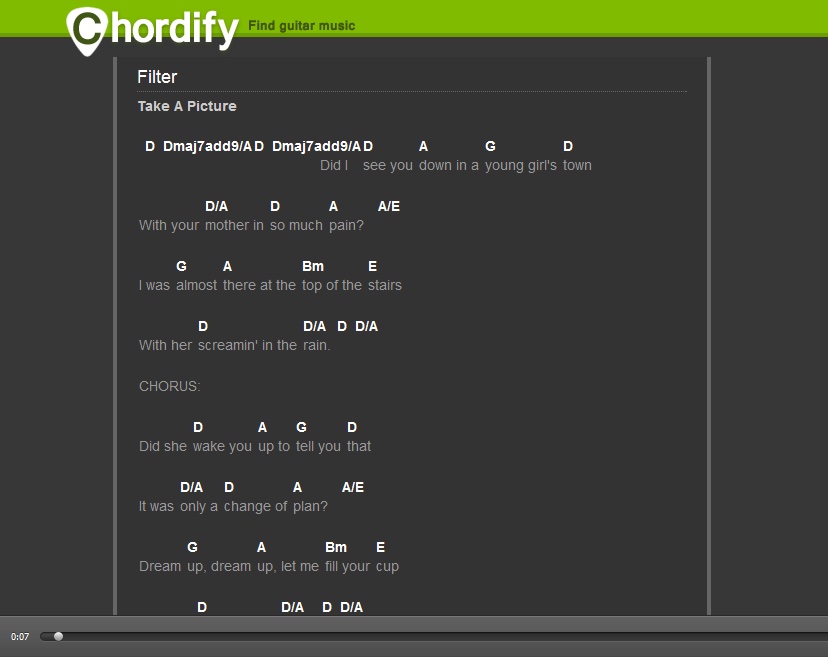 Chordify Find guitar music
Filter
Take A Picture
D Dmaj7add9/A D Dmaj7add9/A D A G D
Did I see you down in a young girl's town
D/A D A A/E
With your mother in so much pain?
G A Bm E
I was almost there at the top of the stairs
D D/A D D/A
With her screamin' in the rain.
CHORUS:
D A G D
Did she wake you up to tell you that
D/A D A A/E
It was only a change of plan?
G A Bm E
Dream up, dream up, let me fill your cup
D D/A D D/A
0:07